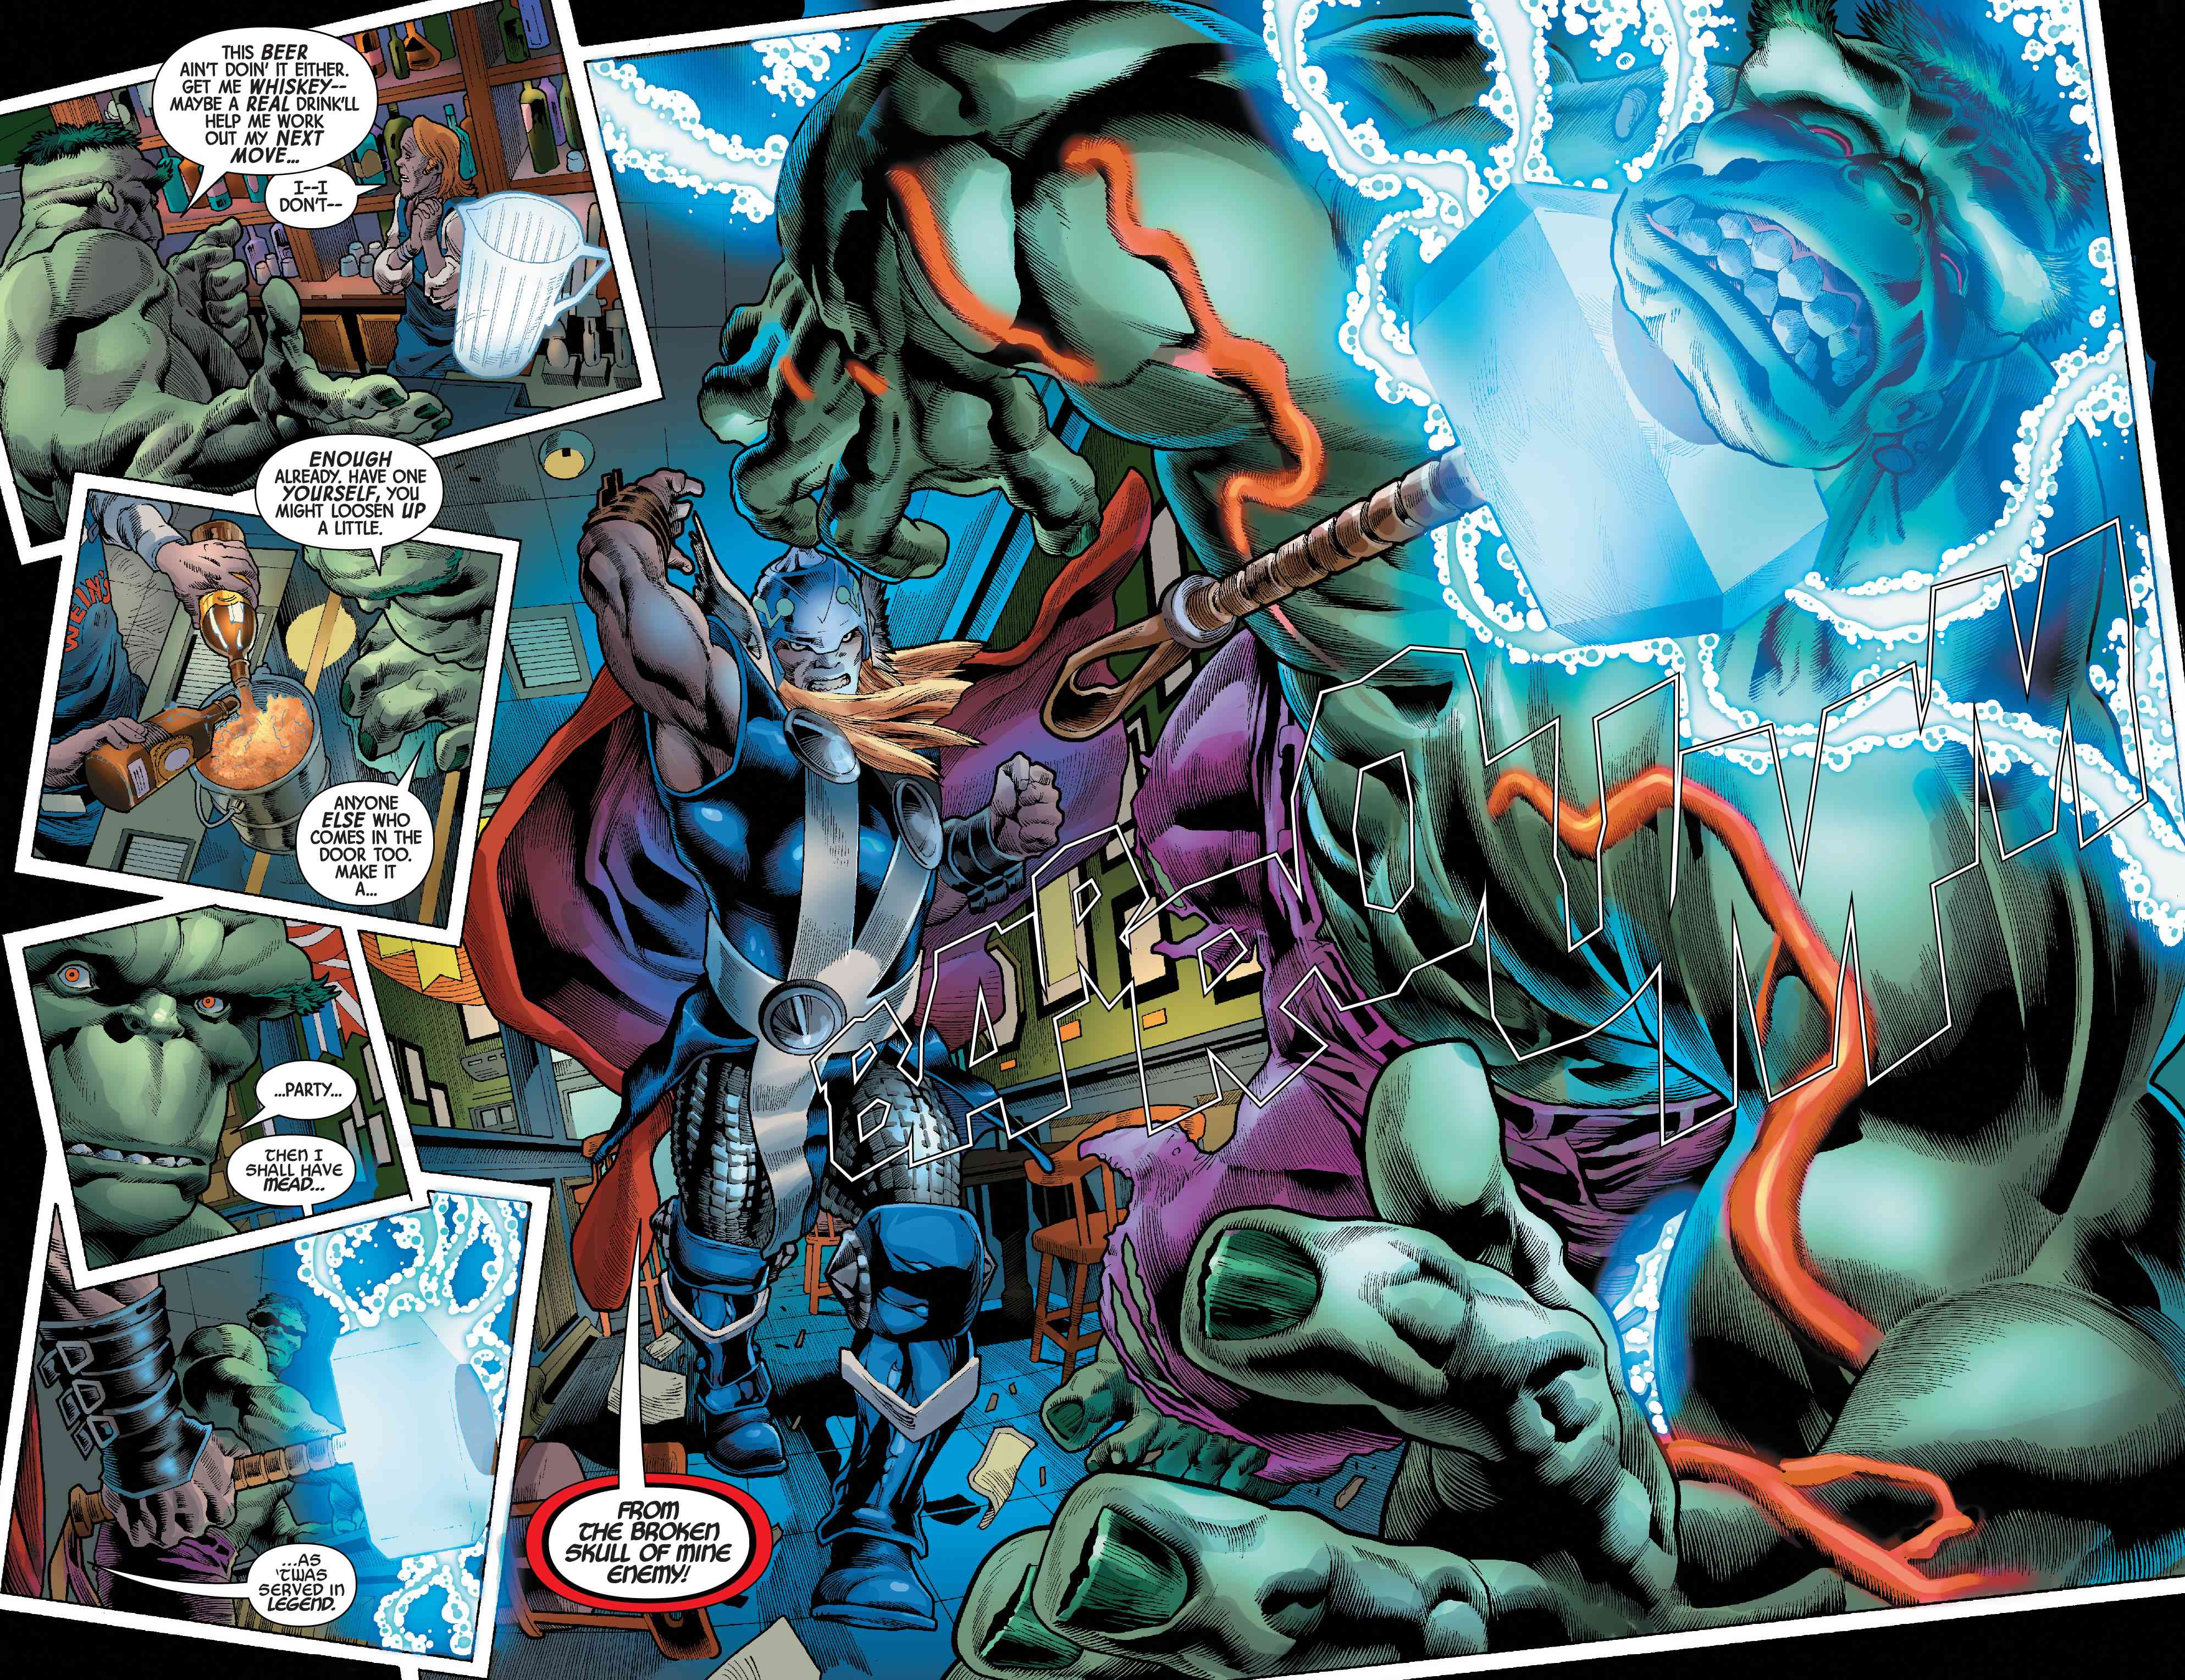 THIS BEER
AIN'T DOIN' IT EITHER.
GET ME WHISKEY--
MAYBE A REAL DRINK'LL
HELP ME WORK
OUT MY NEXT
MOVE...
I--I
DON'T--
ENOUGH
ALREADY. HAVE ONE
YOURSELF, YOU
MIGHT LOOSEN UP
A LITTLE.
WEIN'S
ANYONE
ELSE WHO
COMES IN THE
DOOR TOO.
MAKE IT
A...
...PARTY...
THEN I
SHALL HAVE
MEAD...
...AS
'TWAS
SERVED IN
LEGEND.
FROM
THE BROKEN
SKULL OF MINE
ENEMY!